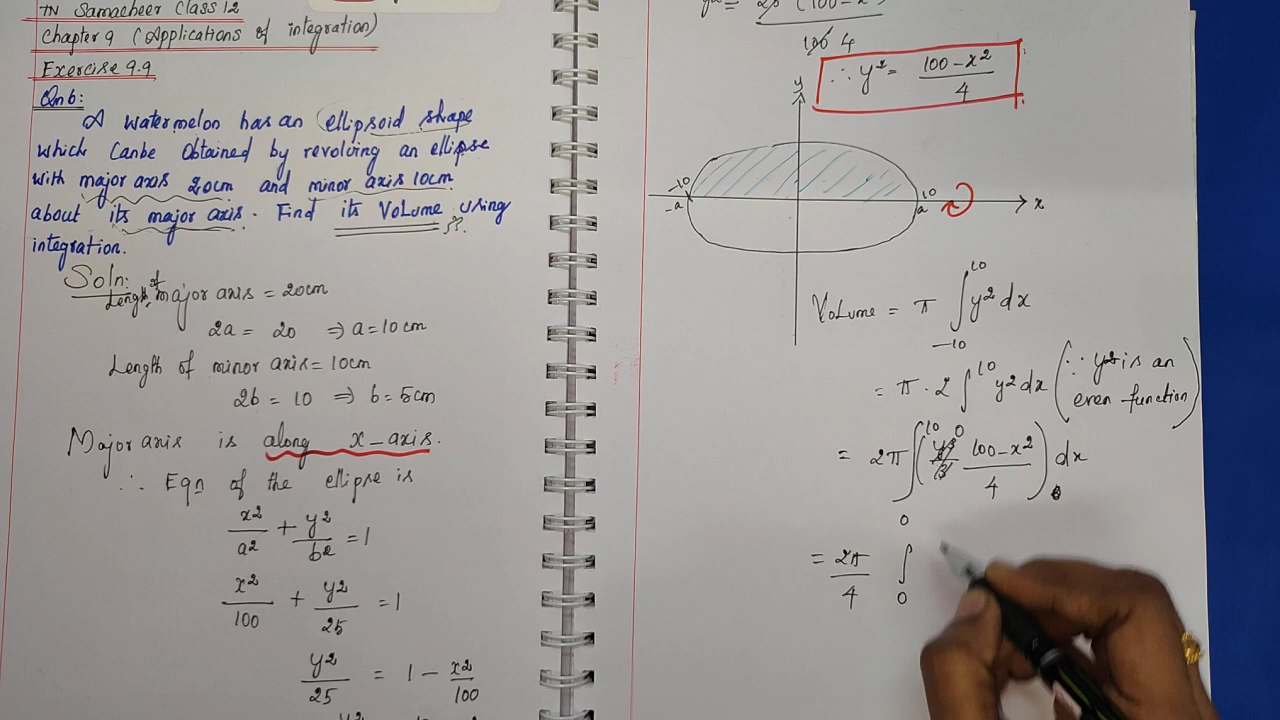 TN Samacheer Class 12
Chapter 9 (Applications of integration)
Exercise 9.9
Qn 6:
A watermelon has an ellipsoid shape
which Canbe Obtained by revolving an ellipse
with major axis 20cm and minor axis 10cm
about its major axis. Find its Volume using
integration.
Soln:
Length of major axis = 20cm
2a = 20 ⇒ a = 10 cm
Length of minor axis = 10cm
2b = 10 ⇒ b = 5cm
Major axis is along x-axis.
∴ Eqn of the ellipse is
x²/a² + y²/b² = 1
x²/100 + y²/25 = 1
y²/25 = 1 - x²/100
100 4
∴ y² = (100-x²)/4
y
-10
-a
10
a
x
Volume = π ∫₋₁₀¹⁰ y² dx
= π · 2 ∫₀¹⁰ y² dx (∵ y² is an
even function)
= 2π ∫₀¹⁰ ((100-x²)/4) dx
= 2π/4 ∫₀